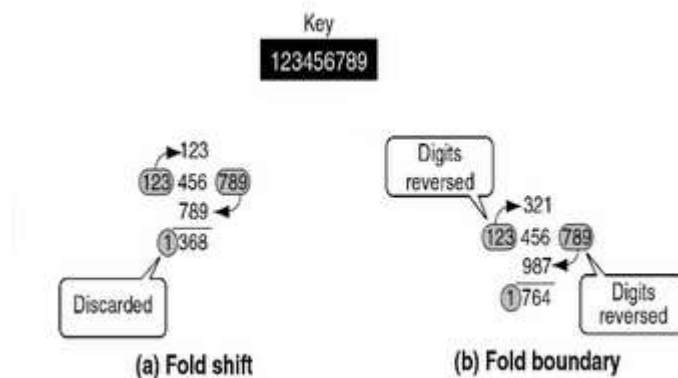 Key
123456789
123
123 456 789
789
1 368
Discarded
(a) Fold shift
Digits
reversed
321
123 456 789
987
1 764
Digits
reversed
(b) Fold boundary